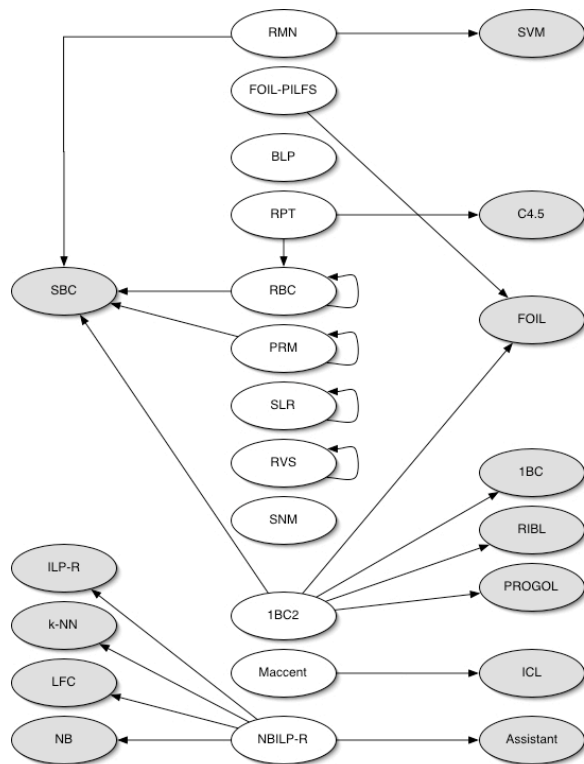 RMN
SVM
FOIL-PILFS
BLP
RPT
C4.5
SBC
RBC
FOIL
PRM
SLR
RVS
1BC
SNM
RIBL
ILP-R
PROGOL
k-NN
1BC2
LFC
Maccent
ICL
NB
NBILP-R
Assistant